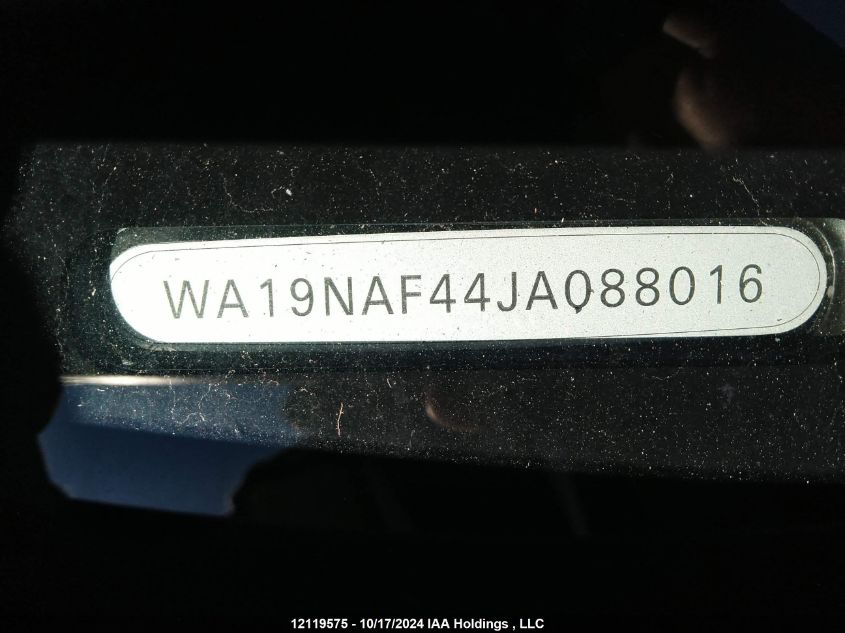 WA19NAF44JA088016
12119575 - 10/17/2024 IAA Holdings , LLC